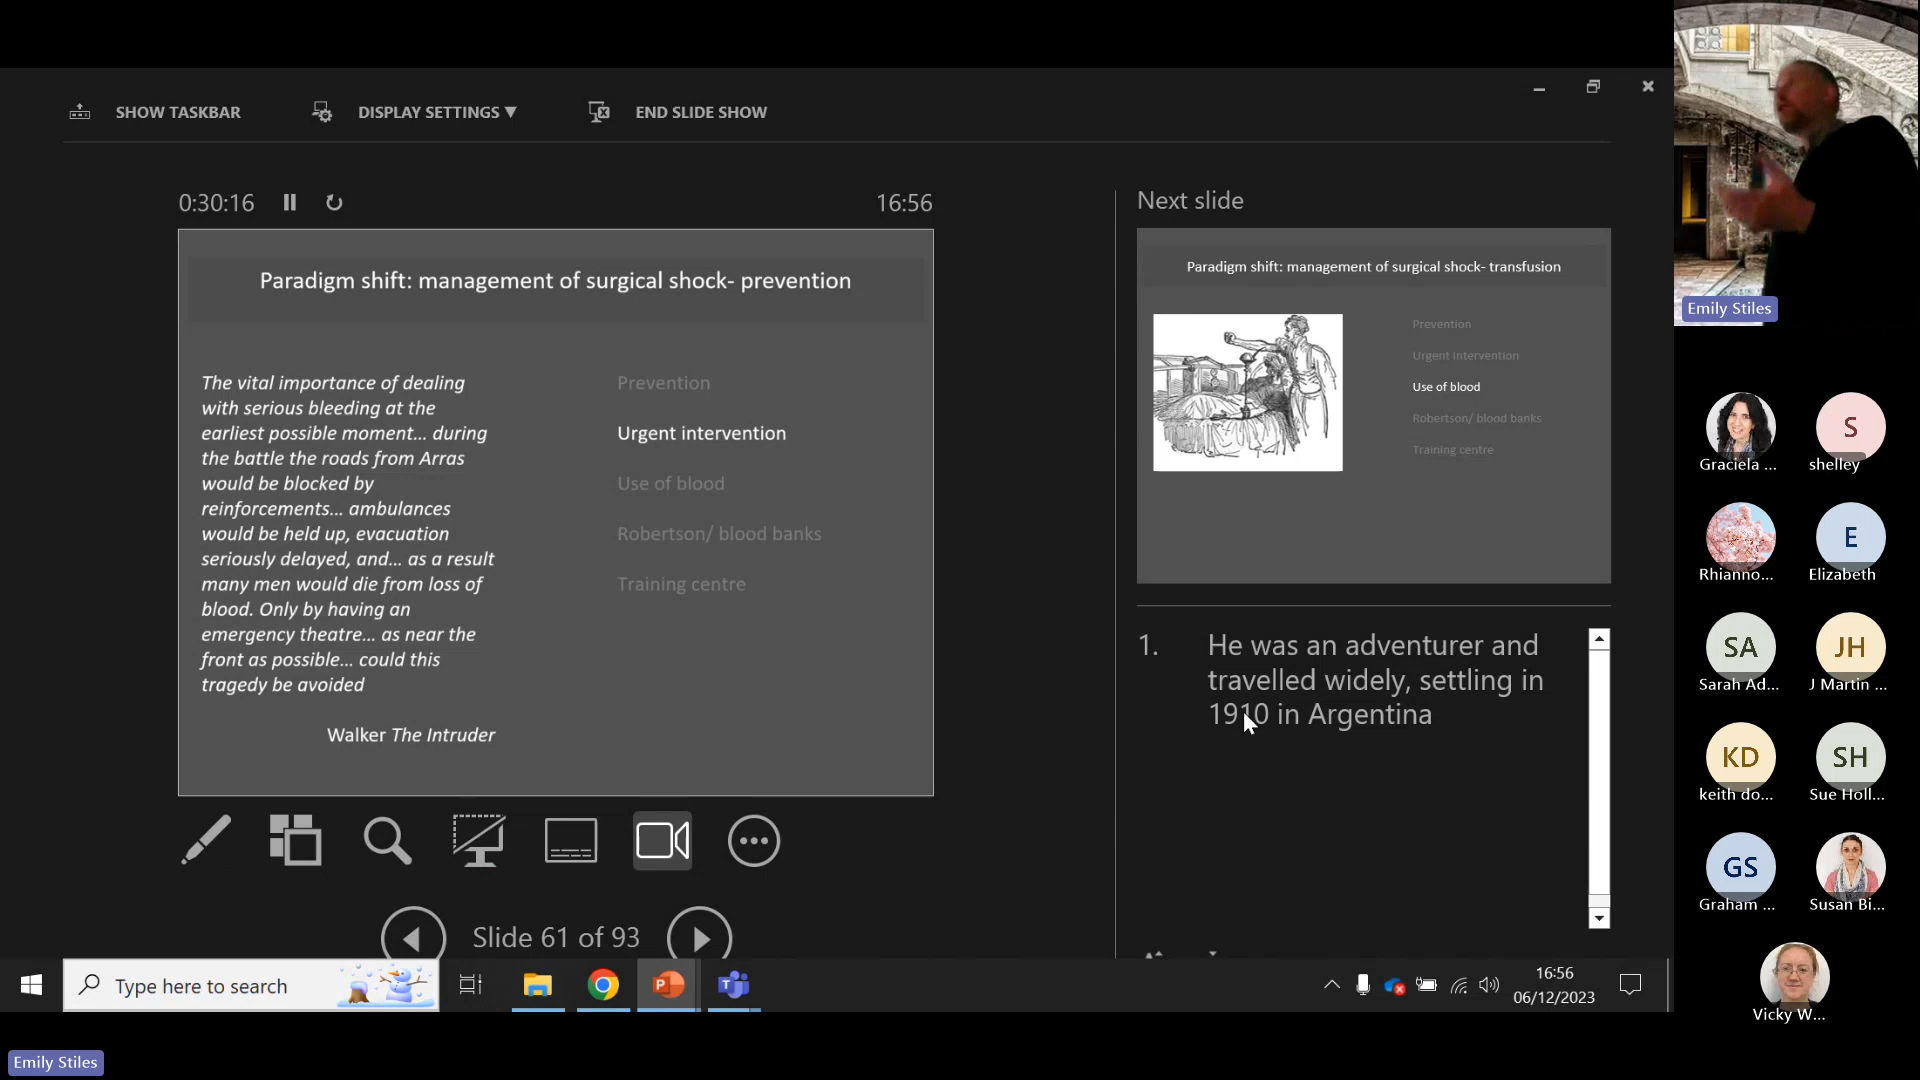 SHOW TASKBAR
DISPLAY SETTINGS ▼
END SLIDE SHOW
0:30:16
16:56
Paradigm shift: management of surgical shock- prevention
The vital importance of dealing
with serious bleeding at the
earliest possible moment... during
the battle the roads from Arras
would be blocked by
reinforcements... ambulances
would be held up, evacuation
seriously delayed, and... as a result
many men would die from loss of
blood. Only by having an
emergency theatre... as near the
front as possible... could this
tragedy be avoided
Walker The Intruder
Prevention
Urgent intervention
Use of blood
Robertson/ blood banks
Training centre
Slide 61 of 93
Next slide
Paradigm shift: management of surgical shock- transfusion
Prevention
Urgent intervention
Use of blood
Robertson/ blood banks
Training centre
1. He was an adventurer and
travelled widely, settling in
1910 in Argentina
Type here to search
16:56
06/12/2023
Emily Stiles
Emily Stiles
Graciela ...
S
shelley
Rhianno...
E
Elizabeth
SA
Sarah Ad...
JH
J Martin ...
KD
keith do...
SH
Sue Holl...
GS
Graham ...
Susan Bi...
Vicky W...